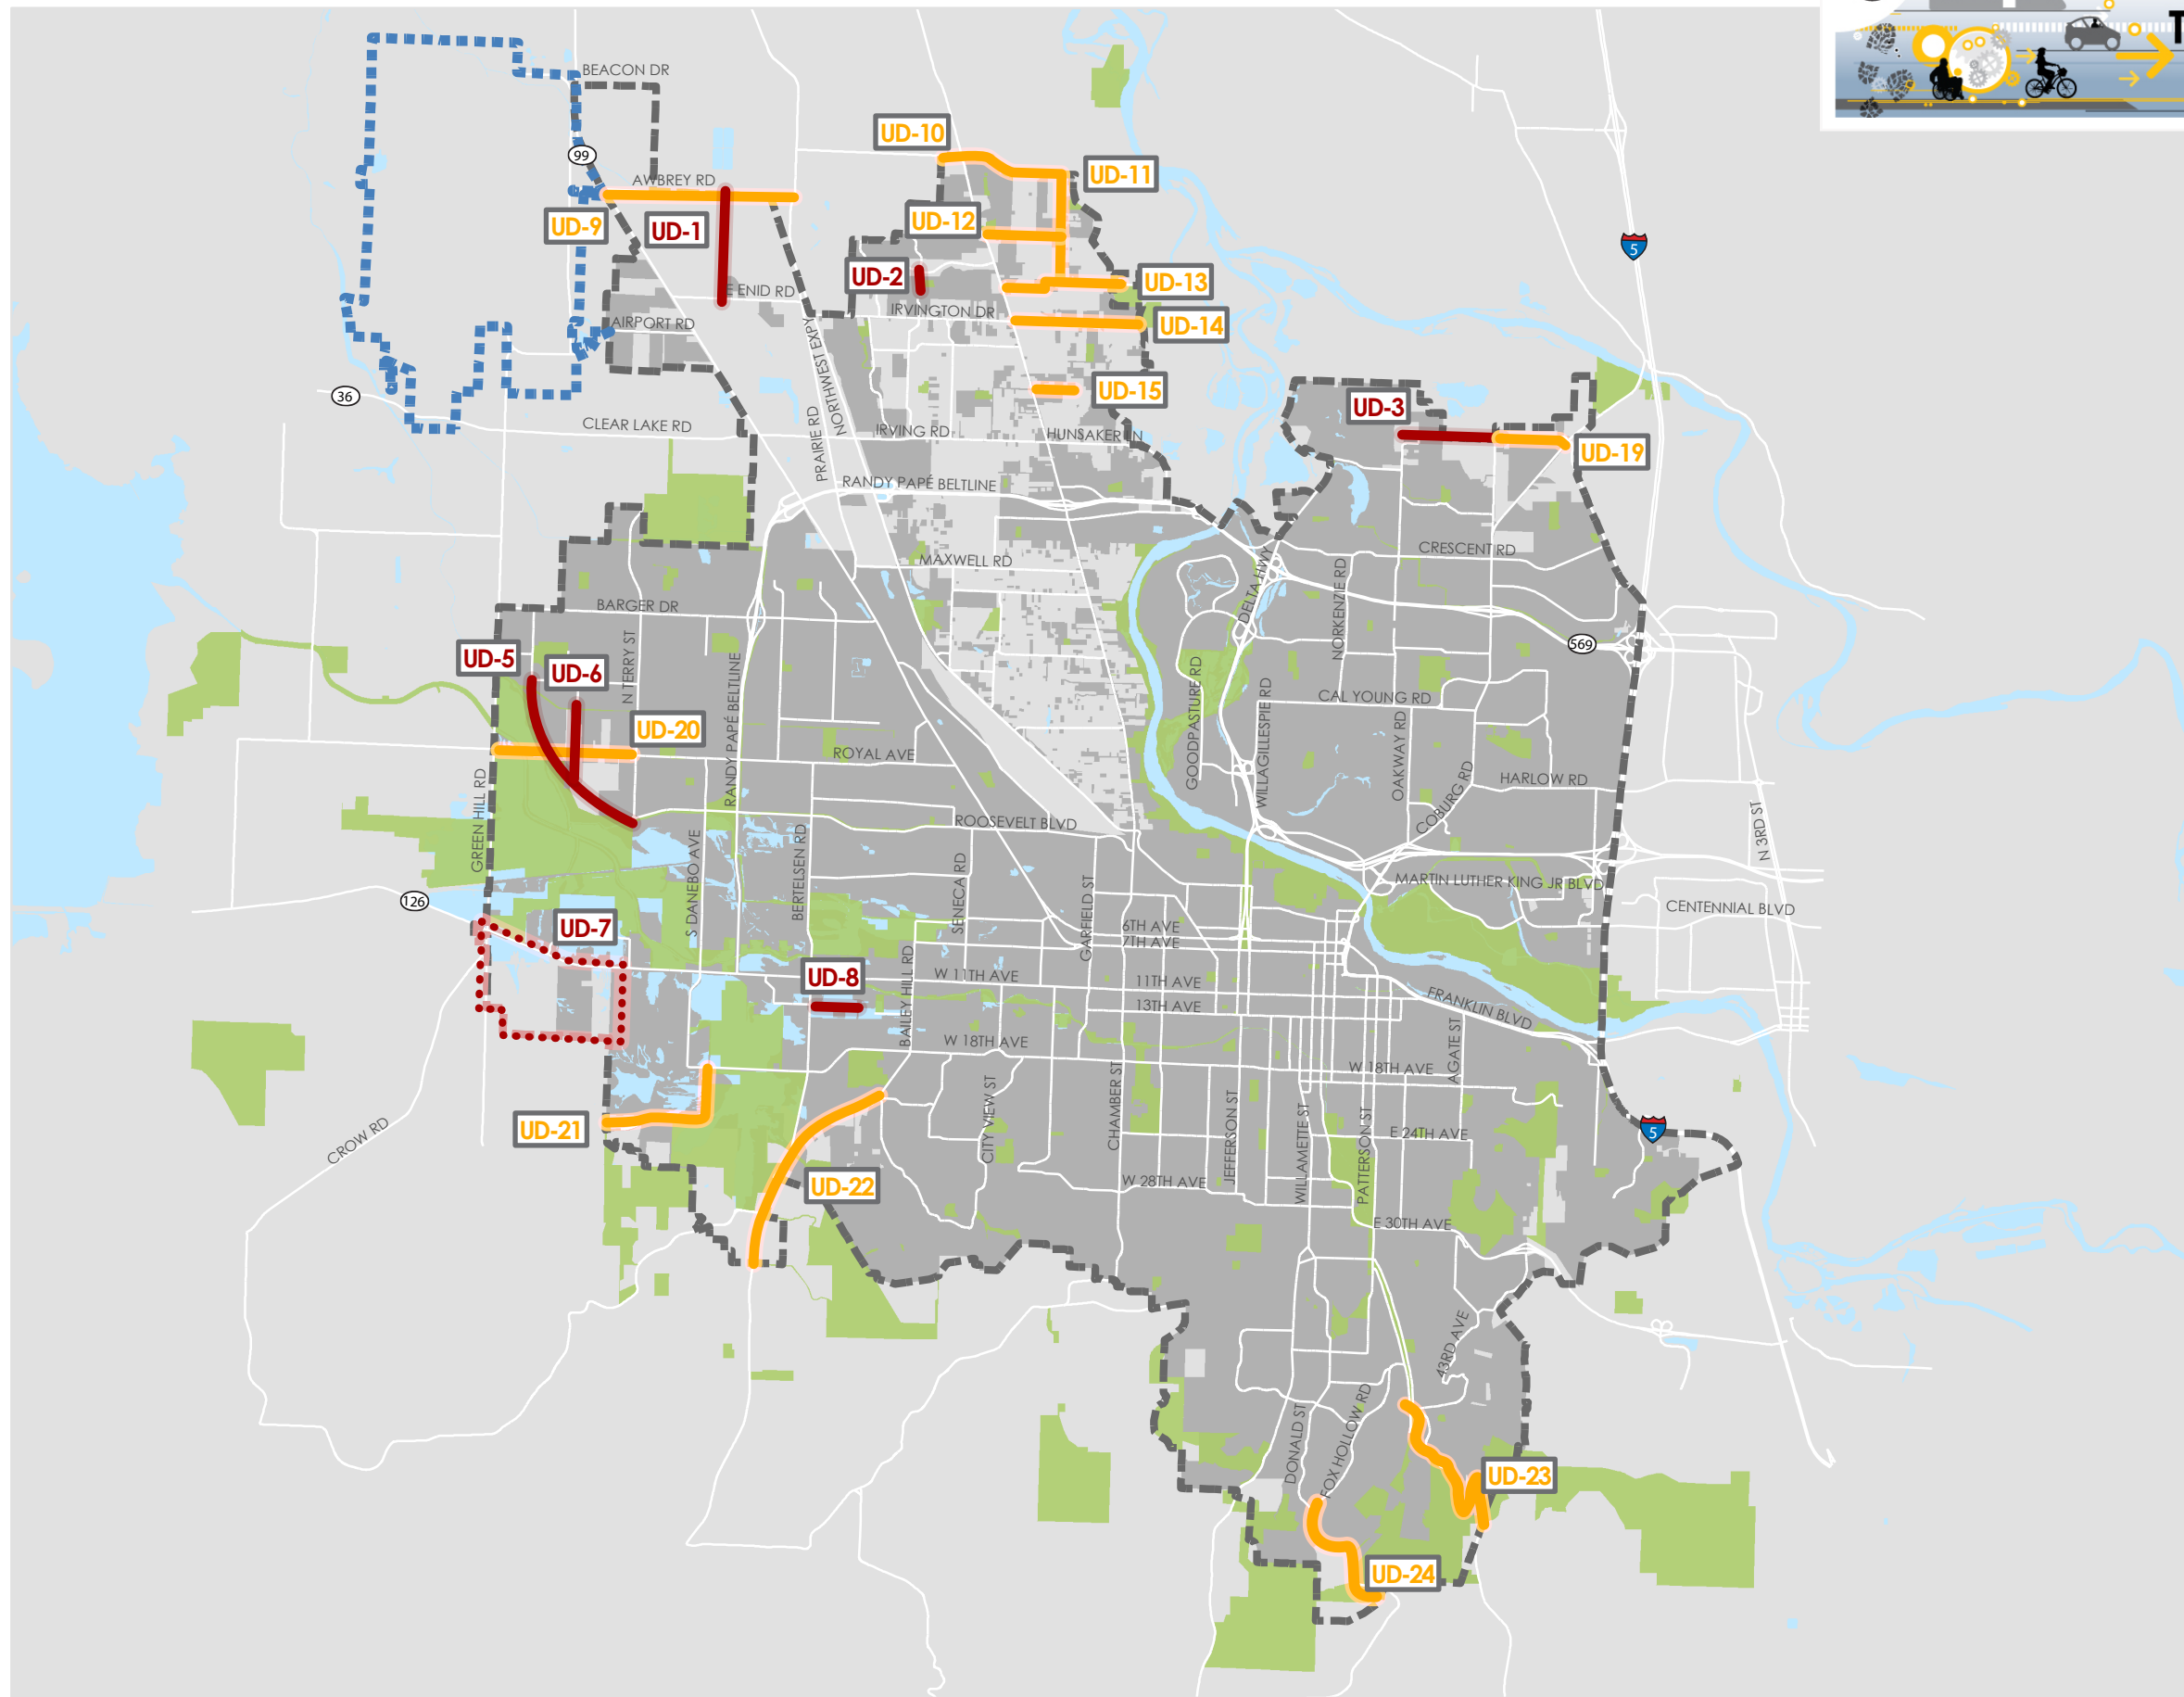 T
BEACON DR
99
UD-10
AWBREY RD
UD-11
UD-9
UD-1
UD-12
5
UD-2
UD-13
E ENID RD
IRVINGTON DR
AIRPORT RD
UD-14
UD-15
36
UD-3
CLEAR LAKE RD
PRAIRIE RD
NORTHWEST EXPY
IRVING RD
HUNSAKER LN
UD-19
RANDY PAPÉ BELTLINE
MAXWELL RD
CRESCENT RD
DELTA HWY
NORKENZIE RD
BARGER DR
569
UD-5
UD-6
N TERRY ST
RANDY PAPÉ BELTLINE
GOODPASTURE RD
WILLAGILLESPIE RD
CAL YOUNG RD
UD-20
ROYAL AVE
OAKWAY RD
COBURG RD
HARLOW RD
GREEN HILL RD
ROOSEVELT BLVD
N 3RD ST
S DANEBO AVE
BERTELSEN RD
SENECA RD
GARFIELD ST
MARTIN LUTHER KING JR BLVD
126
CENTENNIAL BLVD
UD-7
6TH AVE
7TH AVE
UD-8
BAILEY HILL RD
W 11TH AVE
11TH AVE
13TH AVE
FRANKLIN BLVD
W 18TH AVE
AGATE ST
W 18TH AVE
CROW RD
UD-21
CITY VIEW ST
CHAMBER ST
JEFFERSON ST
WILLAMETTE ST
PATTERSON ST
E 24TH AVE
5
UD-22
W 28TH AVE
E 30TH AVE
43RD AVE
DONALD ST
FOX HOLLOW RD
UD-23
UD-24